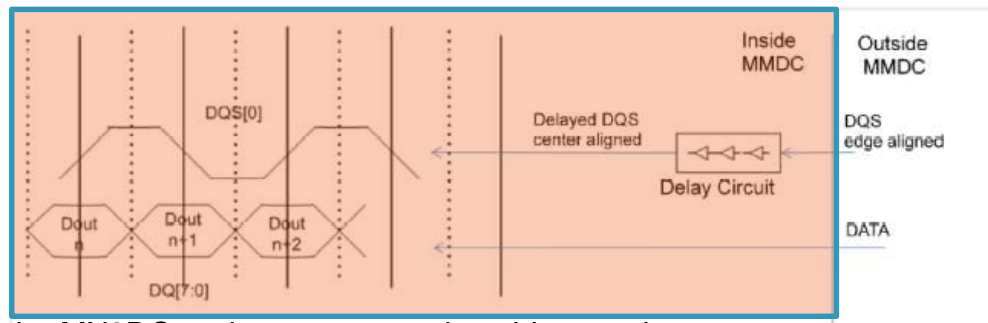 Inside
MMDC
Outside
MMDC
DQS[0]
Delayed DQS
center aligned
DQS
edge aligned
Delay Circuit
Dout
n
Dout
n+1
Dout
n+2
DATA
DQ[7:0]